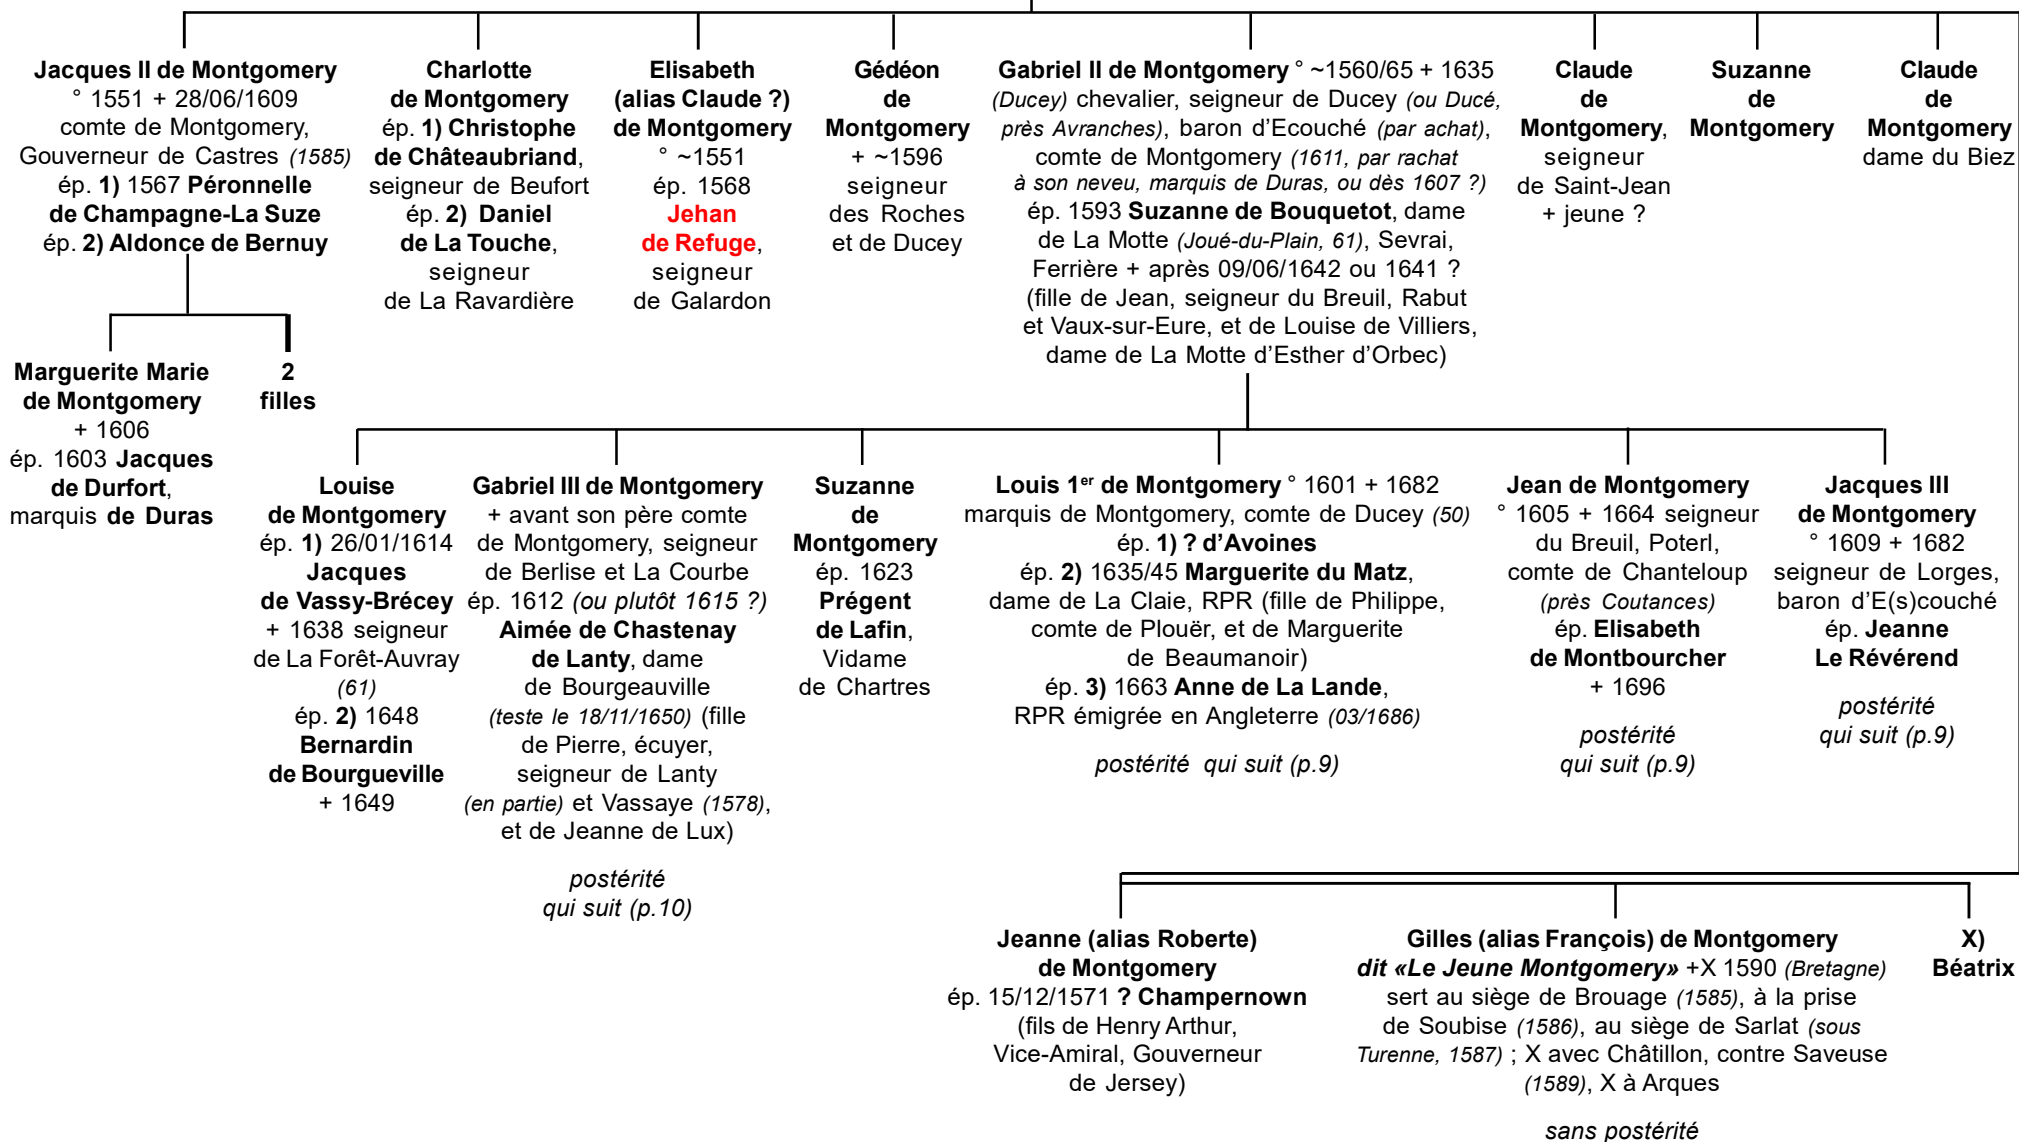 Jacques II de Montgomery
° 1551 + 28/06/1609
comte de Montgomery,
Gouverneur de Castres (1585)
ép. 1) 1567 Péronnelle
de Champagne-La Suze
ép. 2) Aldonce de Bernuy
Charlotte
de Montgomery
ép. 1) Christophe
de Châteaubriand,
seigneur de Beufort
ép. 2) Daniel
de La Touche,
seigneur
de La Ravardière
Elisabeth
(alias Claude ?)
de Montgomery
° ~1551
ép. 1568
Jehan
de Refuge,
seigneur
de Galardon
Gédéon
de
Montgomery
+ ~1596
seigneur
des Roches
et de Ducey
Gabriel II de Montgomery ° ~1560/65 + 1635
(Ducey) chevalier, seigneur de Ducey (ou Ducé,
près Avranches), baron d'Ecouché (par achat),
comte de Montgomery (1611, par rachat
à son neveu, marquis de Duras, ou dès 1607 ?)
ép. 1593 Suzanne de Bouquetot, dame
de La Motte (Joué-du-Plain, 61), Sevrai,
Ferrière + après 09/06/1642 ou 1641 ?
(fille de Jean, seigneur du Breuil, Rabut
et Vaux-sur-Eure, et de Louise de Villiers,
dame de La Motte d'Esther d'Orbec)
Claude
de
Montgomery,
seigneur
de Saint-Jean
+ jeune ?
Suzanne
de
Montgomery
Claude
de
Montgomery
dame du Biez
Marguerite Marie
de Montgomery
+ 1606
ép. 1603 Jacques
de Durfort,
marquis de Duras
2
filles
Louise
de Montgomery
ép. 1) 26/01/1614
Jacques
de Vassy-Brécey
+ 1638 seigneur
de La Forêt-Auvray
(61)
ép. 2) 1648
Bernardin
de Bourgueville
+ 1649
Gabriel III de Montgomery
+ avant son père comte
de Montgomery, seigneur
de Berlise et La Courbe
ép. 1612 (ou plutôt 1615 ?)
Aimée de Chastenay
de Lanty, dame
de Bourgeauville
(teste le 18/11/1650) (fille
de Pierre, écuyer,
seigneur de Lanty
(en partie) et Vassaye (1578),
et de Jeanne de Lux)
postérité
qui suit (p.10)
Suzanne
de
Montgomery
ép. 1623
Prégent
de Lafin,
Vidame
de Chartres
Louis 1er de Montgomery ° 1601 + 1682
marquis de Montgomery, comte de Ducey (50)
ép. 1) ? d'Avoines
ép. 2) 1635/45 Marguerite du Matz,
dame de La Claie, RPR (fille de Philippe,
comte de Plouër, et de Marguerite
de Beaumanoir)
ép. 3) 1663 Anne de La Lande,
RPR émigrée en Angleterre (03/1686)
postérité qui suit (p.9)
Jean de Montgomery
° 1605 + 1664 seigneur
du Breuil, Poterl,
comte de Chanteloup
(près Coutances)
ép. Elisabeth
de Montbourcher
+ 1696
postérité
qui suit (p.9)
Jacques III
de Montgomery
° 1609 + 1682
seigneur de Lorges,
baron d'E(s)couché
ép. Jeanne
Le Révérend
postérité
qui suit (p.9)
Jeanne (alias Roberte)
de Montgomery
ép. 15/12/1571 ? Champernown
(fils de Henry Arthur,
Vice-Amiral, Gouverneur
de Jersey)
Gilles (alias François) de Montgomery
dit «Le Jeune Montgomery» +X 1590 (Bretagne)
sert au siège de Brouage (1585), à la prise
de Soubise (1586), au siège de Sarlat (sous
Turenne, 1587) ; X avec Châtillon, contre Saveuse
(1589), X à Arques
sans postérité
X)
Béatrix